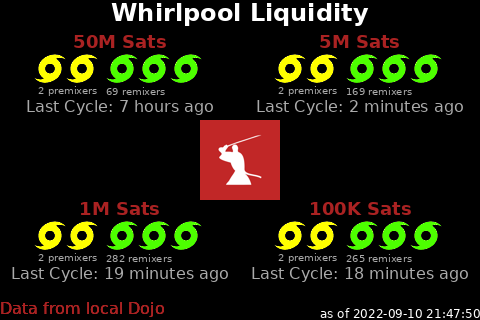 Whirlpool Liquidity
50M Sats
2 premixers 69 remixers
Last Cycle: 7 hours ago
5M Sats
2 premixers 169 remixers
Last Cycle: 2 minutes ago
1M Sats
2 premixers 282 remixers
Last Cycle: 19 minutes ago
100K Sats
2 premixers 265 remixers
Last Cycle: 18 minutes ago
Data from local Dojo
as of 2022-09-10 21:47:50